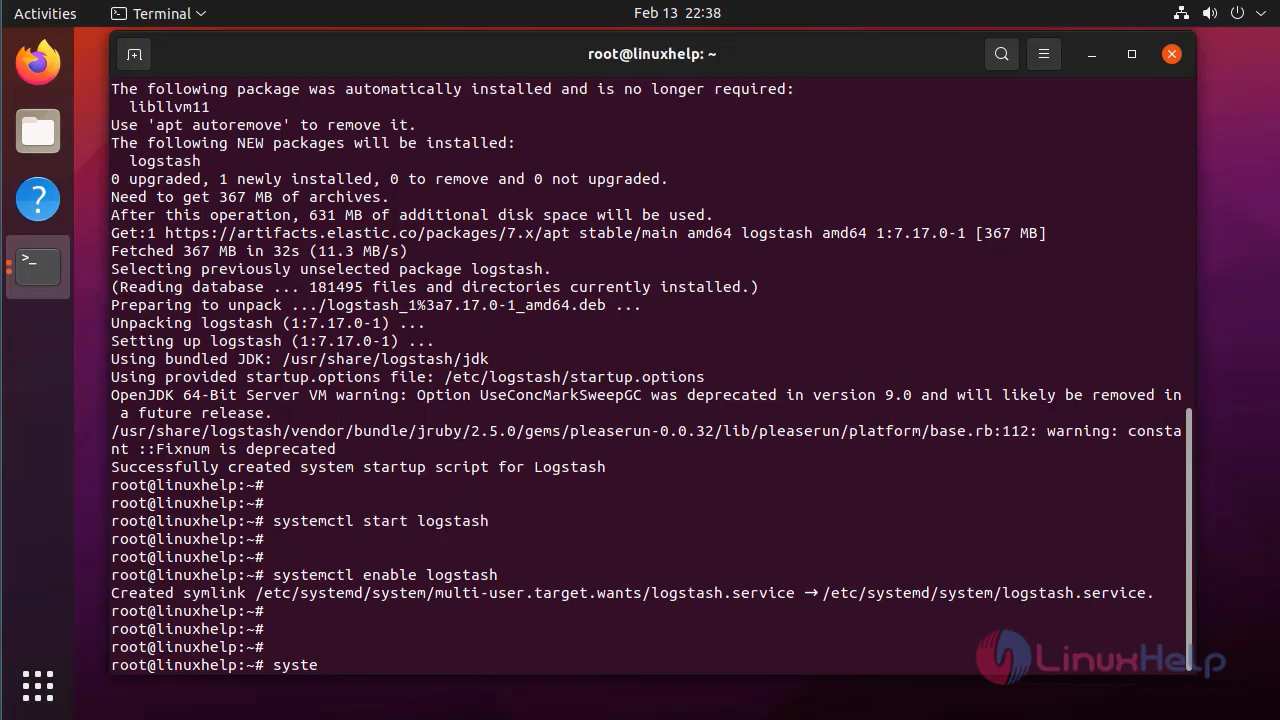 Activities
Terminal
Feb 13 22:38
root@linuxhelp: ~
The following package was automatically installed and is no longer required:
libllvm11
Use 'apt autoremove' to remove it.
The following NEW packages will be installed:
logstash
0 upgraded, 1 newly installed, 0 to remove and 0 not upgraded.
Need to get 367 MB of archives.
After this operation, 631 MB of additional disk space will be used.
Get:1 https://artifacts.elastic.co/packages/7.x/apt stable/main amd64 logstash amd64 1:7.17.0-1 [367 MB]
Fetched 367 MB in 32s (11.3 MB/s)
Selecting previously unselected package logstash.
(Reading database ... 181495 files and directories currently installed.)
Preparing to unpack .../logstash_1%3a7.17.0-1_amd64.deb ...
Unpacking logstash (1:7.17.0-1) ...
Setting up logstash (1:7.17.0-1) ...
Using bundled JDK: /usr/share/logstash/jdk
Using provided startup.options file: /etc/logstash/startup.options
OpenJDK 64-Bit Server VM warning: Option UseConcMarkSweepGC was deprecated in version 9.0 and will likely be removed in
a future release.
/usr/share/logstash/vendor/bundle/jruby/2.5.0/gems/pleaserun-0.0.32/lib/pleaserun/platform/base.rb:112: warning: consta
nt ::Fixnum is deprecated
Successfully created system startup script for Logstash
root@linuxhelp:~#
root@linuxhelp:~#
root@linuxhelp:~# systemctl start logstash
root@linuxhelp:~#
root@linuxhelp:~#
root@linuxhelp:~# systemctl enable logstash
Created symlink /etc/systemd/system/multi-user.target.wants/logstash.service → /etc/systemd/system/logstash.service.
root@linuxhelp:~#
root@linuxhelp:~#
root@linuxhelp:~#
root@linuxhelp:~# syste
LinuxHelp